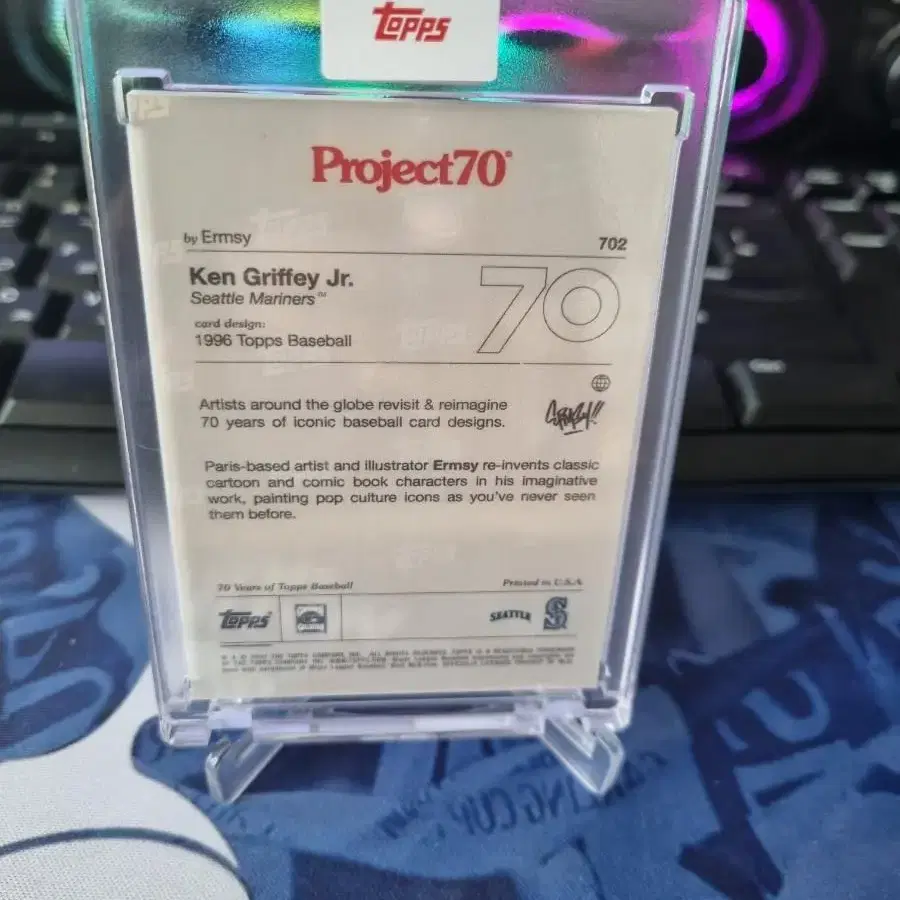 TOPPS
Project70
by Ermsy
702
Ken Griffey Jr.
Seattle Mariners™
70
card design:
1996 Topps Baseball
Artists around the globe revisit & reimagine
70 years of iconic baseball card designs.
Paris-based artist and illustrator Ermsy re-invents classic
cartoon and comic book characters in his imaginative
work, painting pop culture icons as you've never seen
them before.
70 Years of Topps Baseball
Printed in U.S.A.
TOPPS
SEATTLE
S